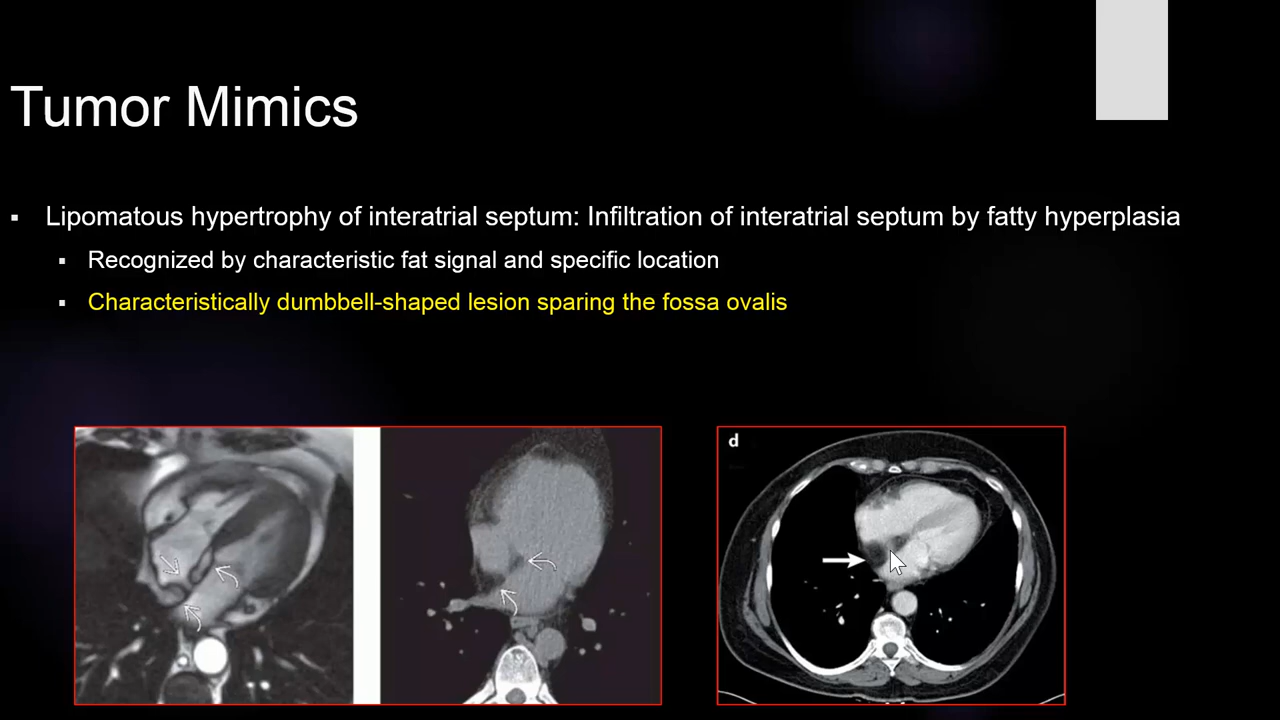 Tumor Mimics
Lipomatous hypertrophy of interatrial septum: Infiltration of interatrial septum by fatty hyperplasia
Recognized by characteristic fat signal and specific location
Characteristically dumbbell-shaped lesion sparing the fossa ovalis
d